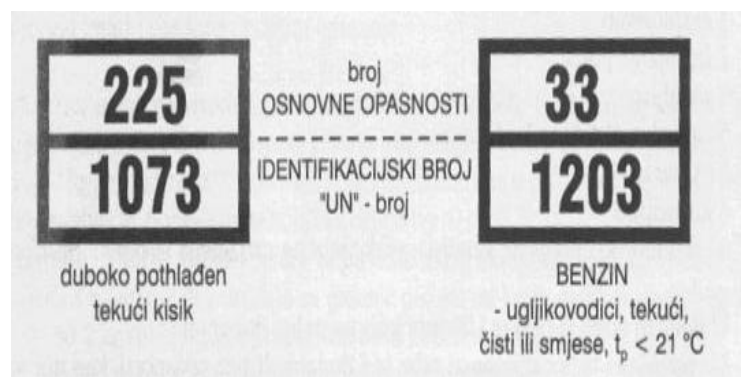 225
1073
duboko pothlađen
tekući kisik
broj
OSNOVNE OPASNOSTI
IDENTIFIKACIJSKI BROJ
"UN" - broj
33
1203
BENZIN
- ugljikovodici, tekući,
čisti ili smjese, tp < 21 °C